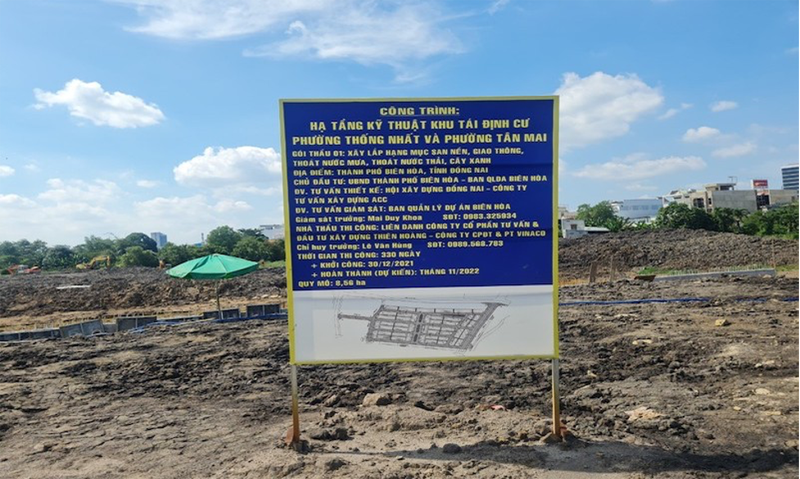 CÔNG TRÌNH:
HẠ TẦNG KỸ THUẬT KHU TÁI ĐỊNH CƯ
PHƯỜNG THỐNG NHẤT VÀ PHƯỜNG TÂN MAI
GÓI THẦU 01: XÂY LẮP HẠNG MỤC SAN NỀN, GIAO THÔNG,
THOÁT NƯỚC MƯA, THOÁT NƯỚC THẢI, CÂY XANH
ĐỊA ĐIỂM: THÀNH PHỐ BIÊN HÒA, TỈNH ĐỒNG NAI
CHỦ ĐẦU TƯ: UBND THÀNH PHỐ BIÊN HÒA - BAN QLDA BIÊN HÒA
ĐV. TƯ VẤN THIẾT KẾ: HỘI XÂY DỰNG ĐỒNG NAI - CÔNG TY
TƯ VẤN XÂY DỰNG ACC
ĐV. TƯ VẤN GIÁM SÁT: BAN QUẢN LÝ DỰ ÁN BIÊN HÒA
Giám sát trưởng: Mai Duy Khoa SĐT: 0903.325934
NHÀ THẦU THI CÔNG: LIÊN DANH CÔNG TY CỔ PHẦN TƯ VẤN &
ĐẦU TƯ XÂY DỰNG THIÊN HOÀNG - CÔNG TY CPĐT & PT VINACO
Chỉ huy trưởng: Lê Văn Hùng SĐT: 0989.568.783
THỜI GIAN THI CÔNG: 330 NGÀY
+ KHỞI CÔNG: 30/12/2021
+ HOÀN THÀNH (DỰ KIẾN): THÁNG 11/2022
QUY MÔ: 8,56 ha